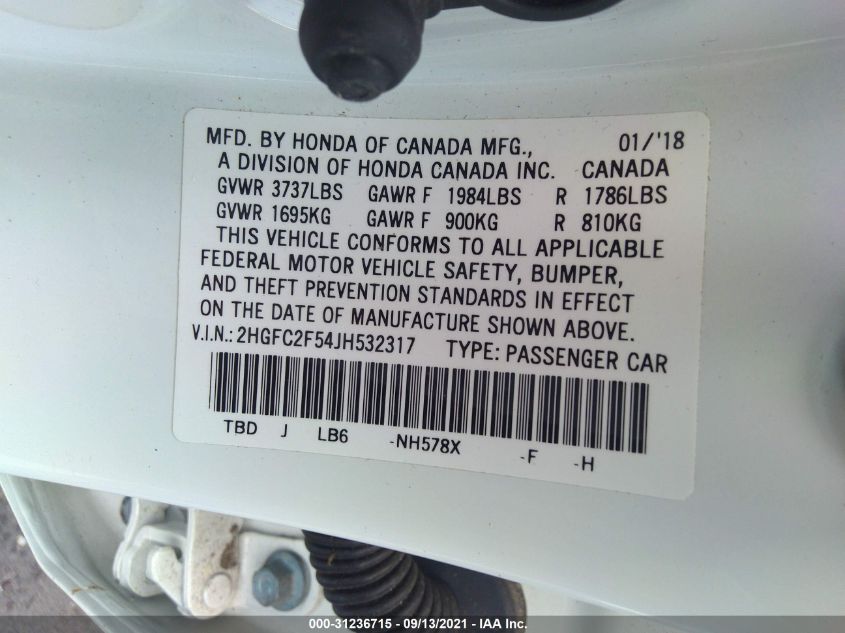 MFD. BY HONDA OF CANADA MFG., 01/'18
A DIVISION OF HONDA CANADA INC. CANADA
GVWR 3737LBS GAWR F 1984LBS R 1786LBS
GVWR 1695KG GAWR F 900KG R 810KG
THIS VEHICLE CONFORMS TO ALL APPLICABLE
FEDERAL MOTOR VEHICLE SAFETY, BUMPER,
AND THEFT PREVENTION STANDARDS IN EFFECT
ON THE DATE OF MANUFACTURE SHOWN ABOVE.
V.I.N.: 2HGFC2F54JH532317 TYPE: PASSENGER CAR
TBD J LB6 -NH578X -F -H
000-31236715 - 09/13/2021 - IAA Inc.